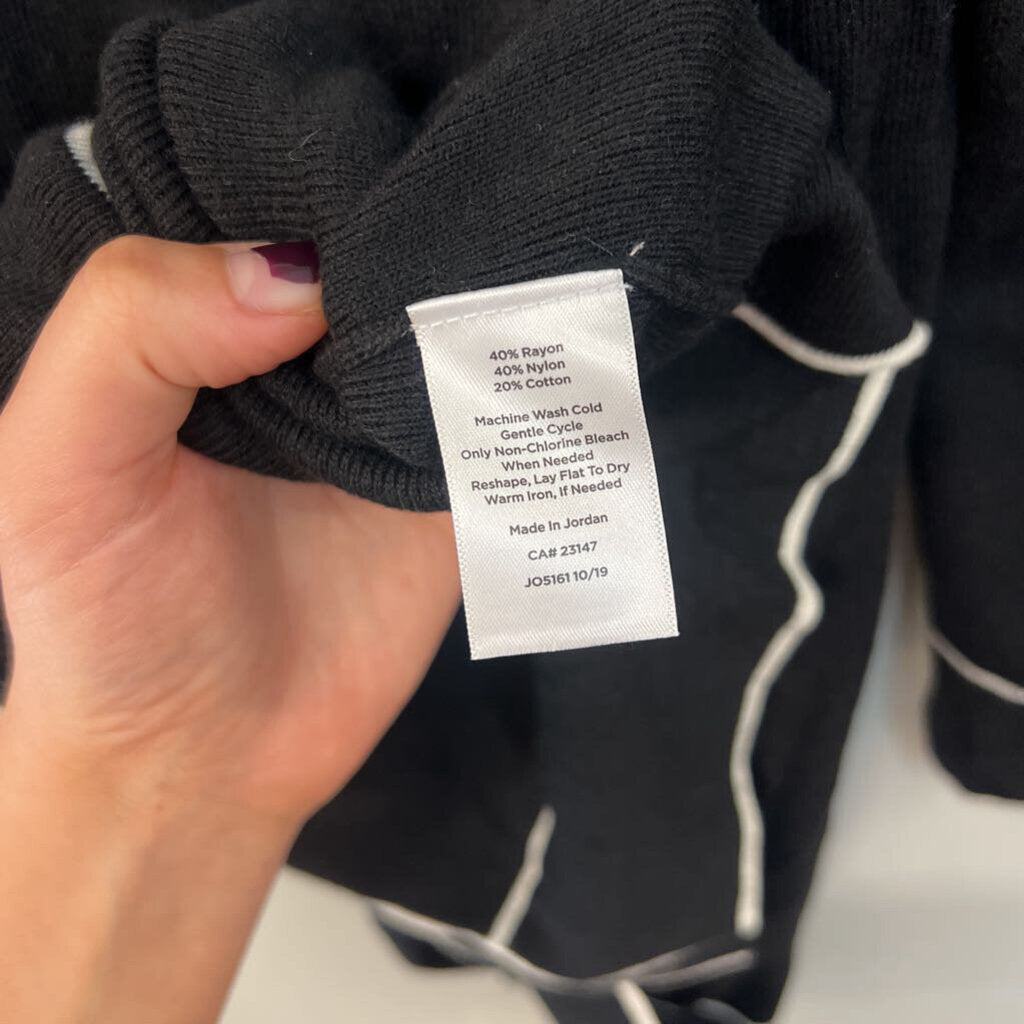 40% Rayon
40% Nylon
20% Cotton
Machine Wash Cold
Gentle Cycle
Only Non-Chlorine Bleach
When Needed
Reshape, Lay Flat To Dry
Warm Iron, If Needed
Made In Jordan
CA# 23147
JO5161 10/19